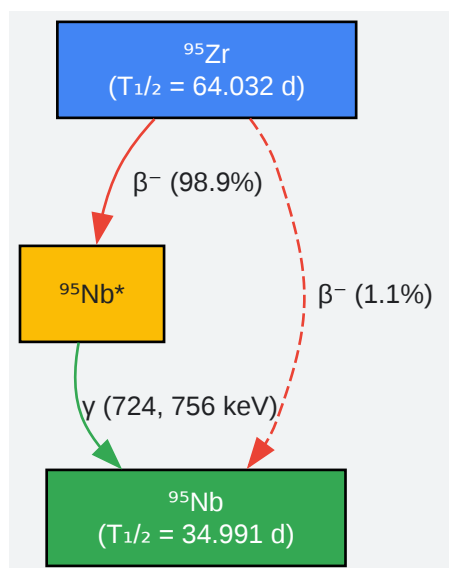 ⁹⁵Zr
(T₁/₂ = 64.032 d)
β⁻ (98.9%)
⁹⁵Nb*
β⁻ (1.1%)
γ (724, 756 keV)
⁹⁵Nb
(T₁/₂ = 34.991 d)